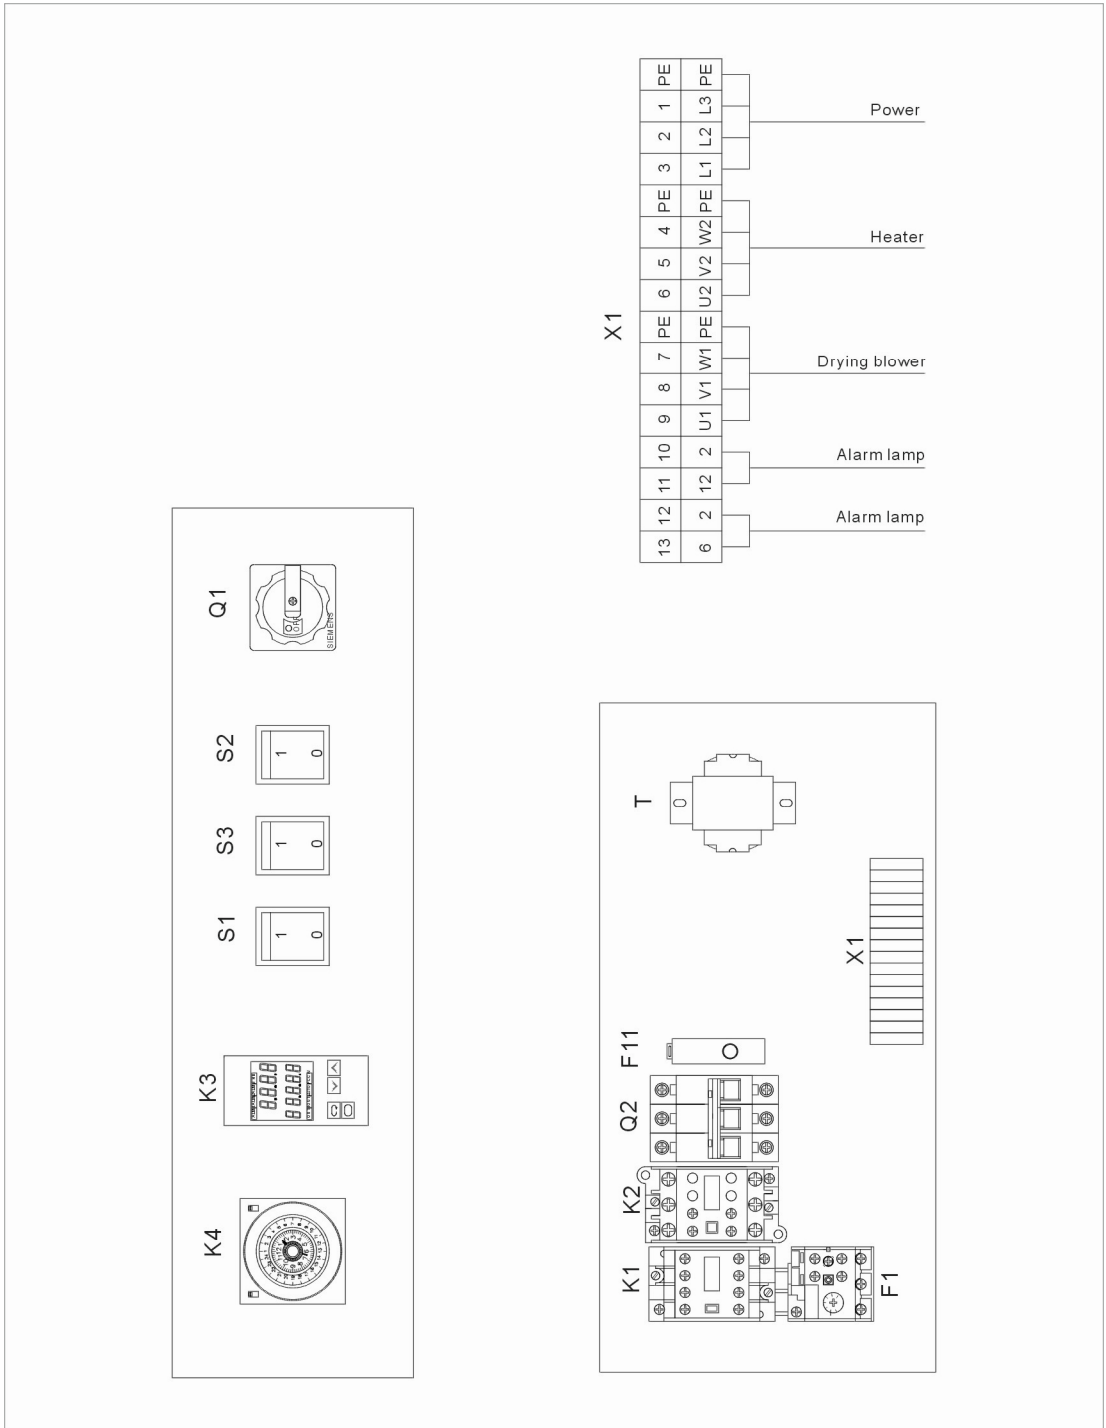 X1
PE PE
1 L3
2 L2
3 L1
Power
PE PE
4 W2
5 V2
6 U2
Heater
PE PE
7 W1
8 V1
9 U1
Drying blower
10 2
11 12
Alarm lamp
12 2
13 6
Alarm lamp
Q1
OFF
SIEMENS
S2
1 0
S3
1 0
S1
1 0
K3
K4
T
X1
F11
Q2
K2
K1
F1